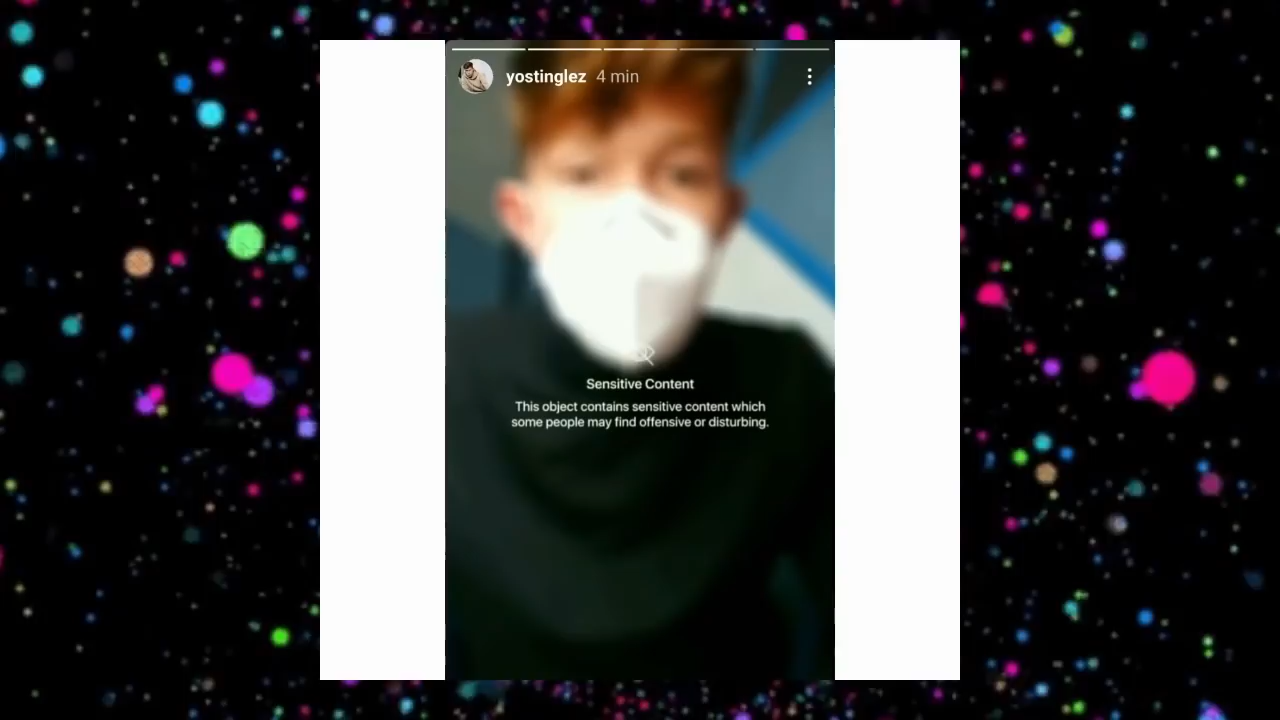 yostinglez 4 min
Sensitive Content
This object contains sensitive content which
some people may find offensive or disturbing.